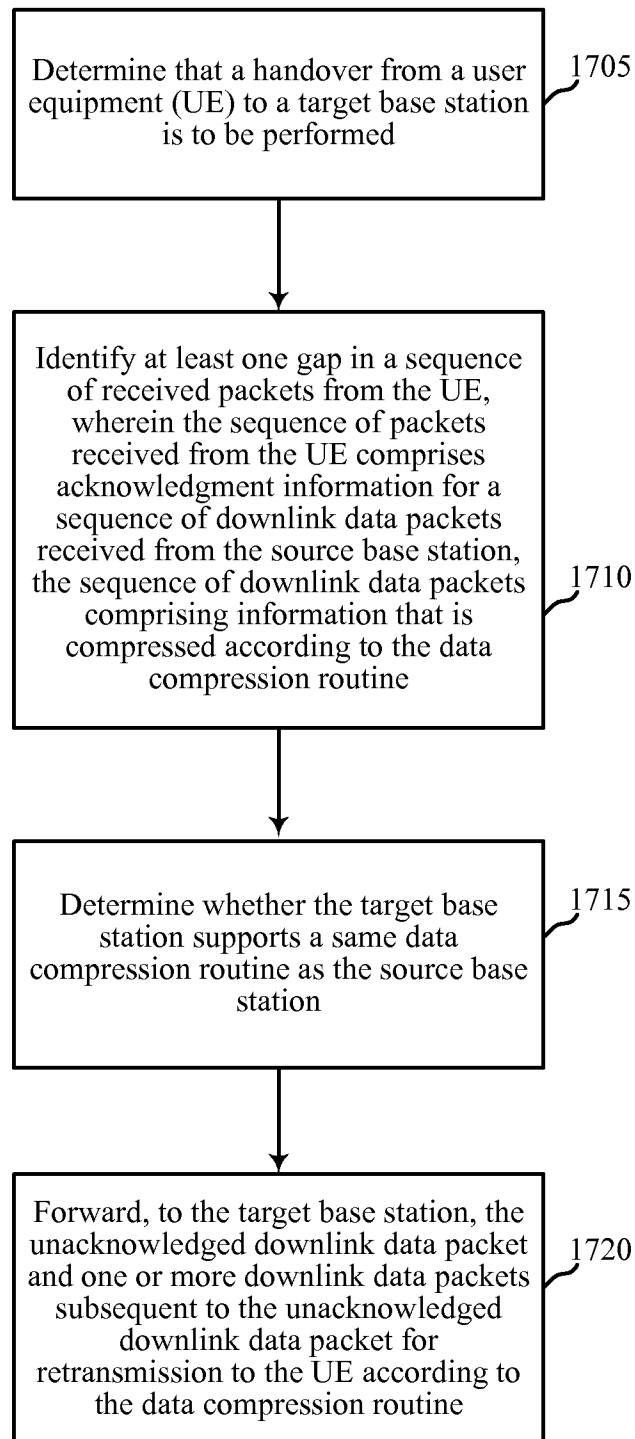 Determine that a handover from a user
equipment (UE) to a target base station
is to be performed
1705
Identify at least one gap in a sequence
of received packets from the UE,
wherein the sequence of packets
received from the UE comprises
acknowledgment information for a
sequence of downlink data packets
received from the source base station,
the sequence of downlink data packets
comprising information that is
compressed according to the data
compression routine
1710
Determine whether the target base
station supports a same data
compression routine as the source base
station
1715
Forward, to the target base station, the
unacknowledged downlink data packet
and one or more downlink data packets
subsequent to the unacknowledged
downlink data packet for
retransmission to the UE according to
the data compression routine
1720